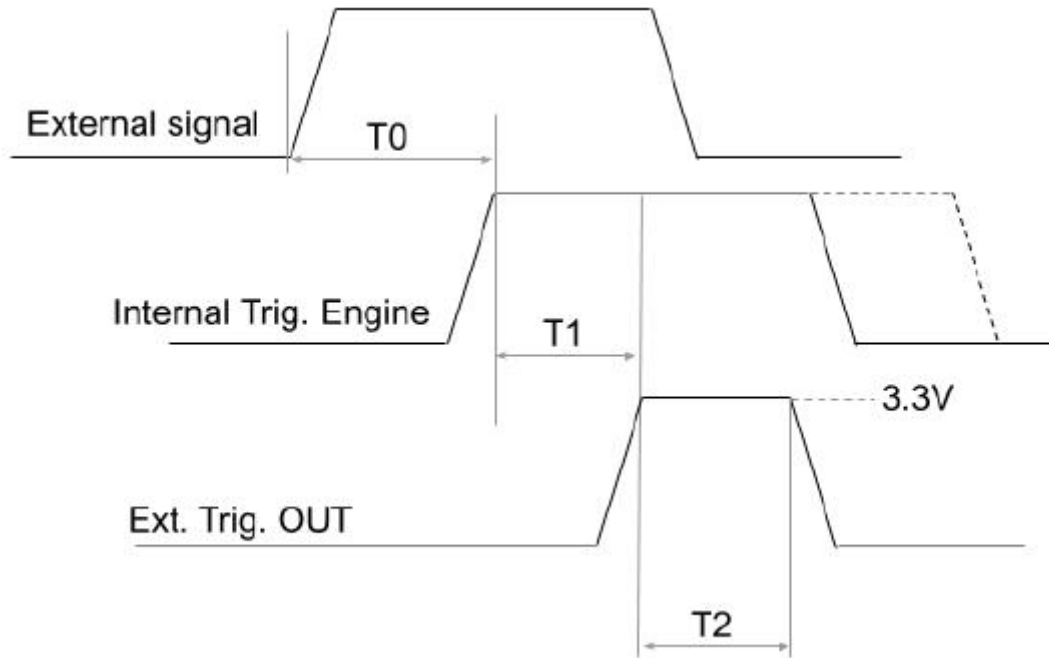 External signal
T0
Internal Trig. Engine
T1
3.3V
Ext. Trig. OUT
T2